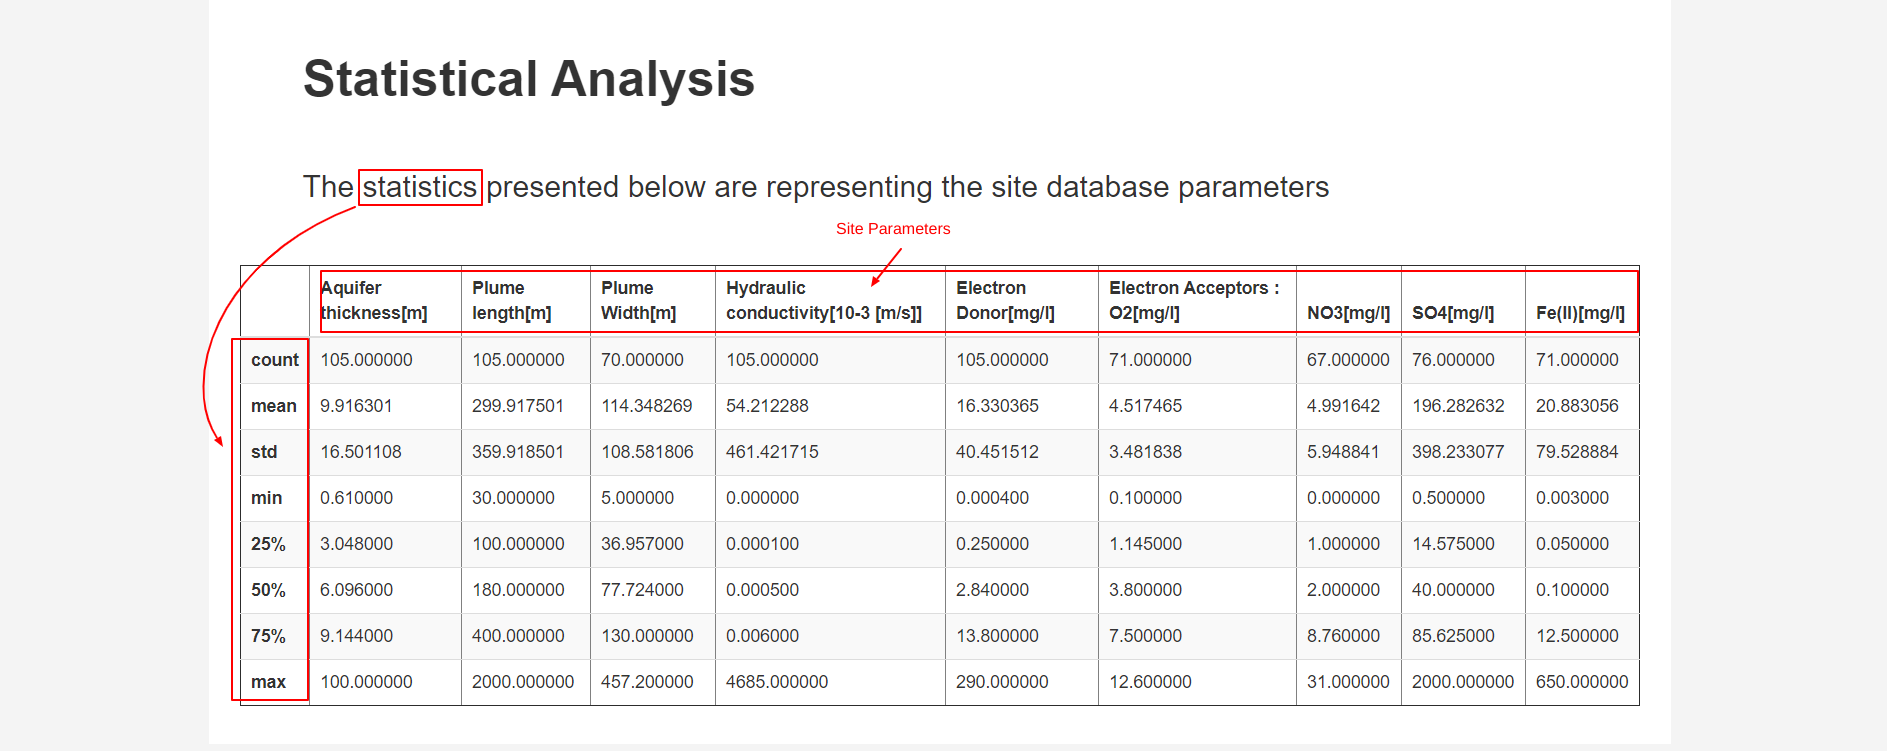 Statistical Analysis
The statistics presented below are representing the site database parameters
Site Parameters
Aquifer thickness[m] Plume length[m] Plume Width[m] Hydraulic conductivity[10-3 [m/s]] Electron Donor[mg/l] Electron Acceptors : O2[mg/l] NO3[mg/l] SO4[mg/l] Fe(II)[mg/l]
count 105.000000 105.000000 70.000000 105.000000 105.000000 71.000000 67.000000 76.000000 71.000000
mean 9.916301 299.917501 114.348269 54.212288 16.330365 4.517465 4.991642 196.282632 20.883056
std 16.501108 359.918501 108.581806 461.421715 40.451512 3.481838 5.948841 398.233077 79.528884
min 0.610000 30.000000 5.000000 0.000000 0.000400 0.100000 0.000000 0.500000 0.003000
25% 3.048000 100.000000 36.957000 0.000100 0.250000 1.145000 1.000000 14.575000 0.050000
50% 6.096000 180.000000 77.724000 0.000500 2.840000 3.800000 2.000000 40.000000 0.100000
75% 9.144000 400.000000 130.000000 0.006000 13.800000 7.500000 8.760000 85.625000 12.500000
max 100.000000 2000.000000 457.200000 4685.000000 290.000000 12.600000 31.000000 2000.000000 650.000000